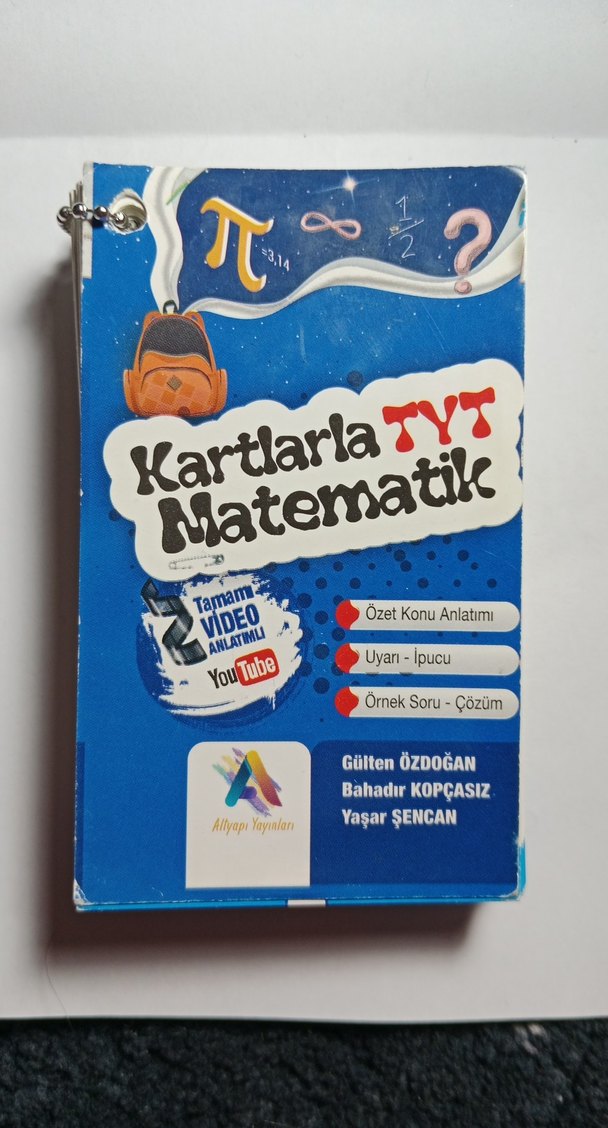 π =3,14 ∞ 1/2 ?
Kartlarla TYT
Matematik
Tamamı
VİDEO
ANLATIMLI
YouTube
Özet Konu Anlatımı
Uyarı - İpucu
Örnek Soru - Çözüm
Altyapı Yayınları
Gülten ÖZDOĞAN
Bahadır KOPÇASIZ
Yaşar ŞENCAN